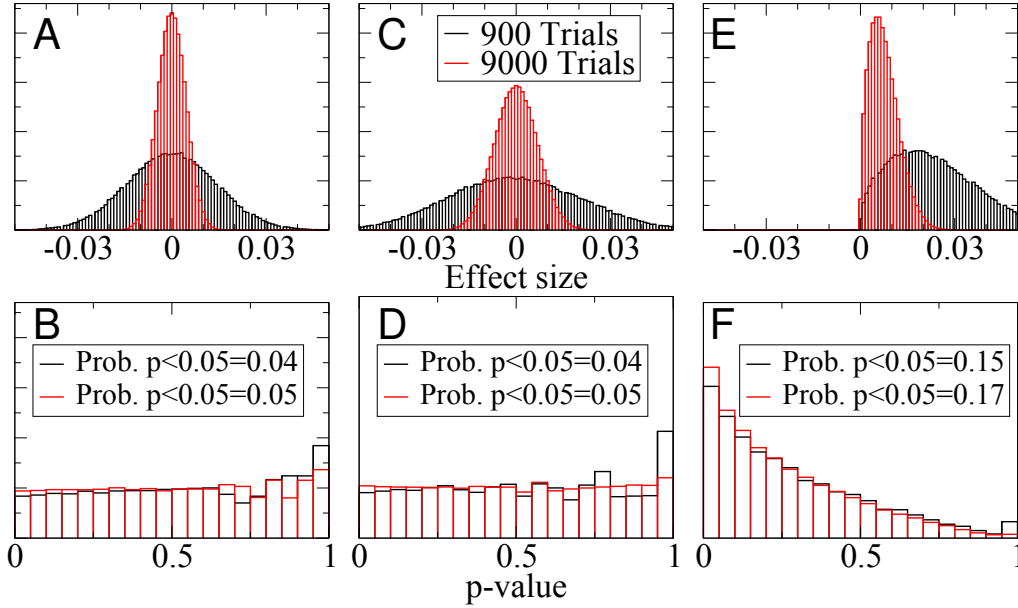 A
C
900 Trials
9000 Trials
E
-0.03 0 0.03
-0.03 0 0.03
-0.03 0 0.03
Effect size
B
Prob. p<0.05=0.04
Prob. p<0.05=0.05
D
Prob. p<0.05=0.04
Prob. p<0.05=0.05
F
Prob. p<0.05=0.15
Prob. p<0.05=0.17
0 0.5 1
0 0.5 1
0 0.5 1
p-value